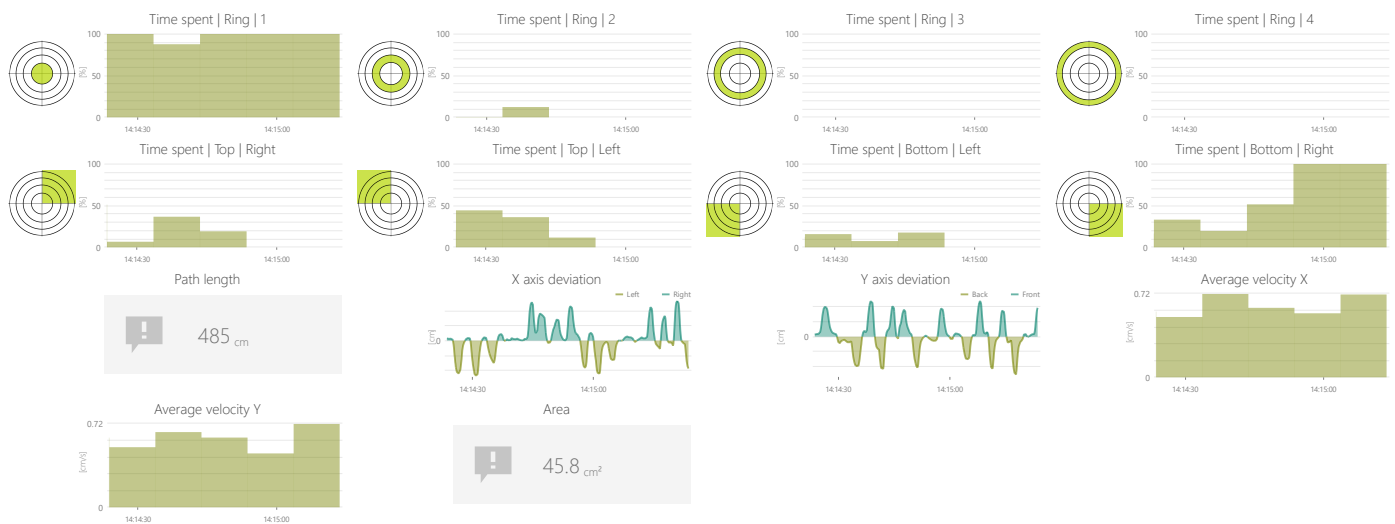 Time spent | Ring | 1
100
50
0
[%]
14:14:30
14:15:00
Time spent | Ring | 2
100
50
0
[%]
14:14:30
14:15:00
Time spent | Ring | 3
100
50
0
[%]
14:14:30
14:15:00
Time spent | Ring | 4
100
50
0
[%]
14:14:30
14:15:00
Time spent | Top | Right
100
50
0
[%]
14:14:30
14:15:00
Time spent | Top | Left
100
50
0
[%]
14:14:30
14:15:00
Time spent | Bottom | Left
100
50
0
[%]
14:14:30
14:15:00
Time spent | Bottom | Right
100
50
0
[%]
14:14:30
14:15:00
Path length
485 cm
X axis deviation
Left
Right
[cm]
0
14:14:30
14:15:00
Y axis deviation
Back
Front
[cm]
0
14:14:30
14:15:00
Average velocity X
0.72
[cm/s]
0
14:14:30
14:15:00
Average velocity Y
0.72
[cm/s]
0
14:14:30
14:15:00
Area
45.8 cm²